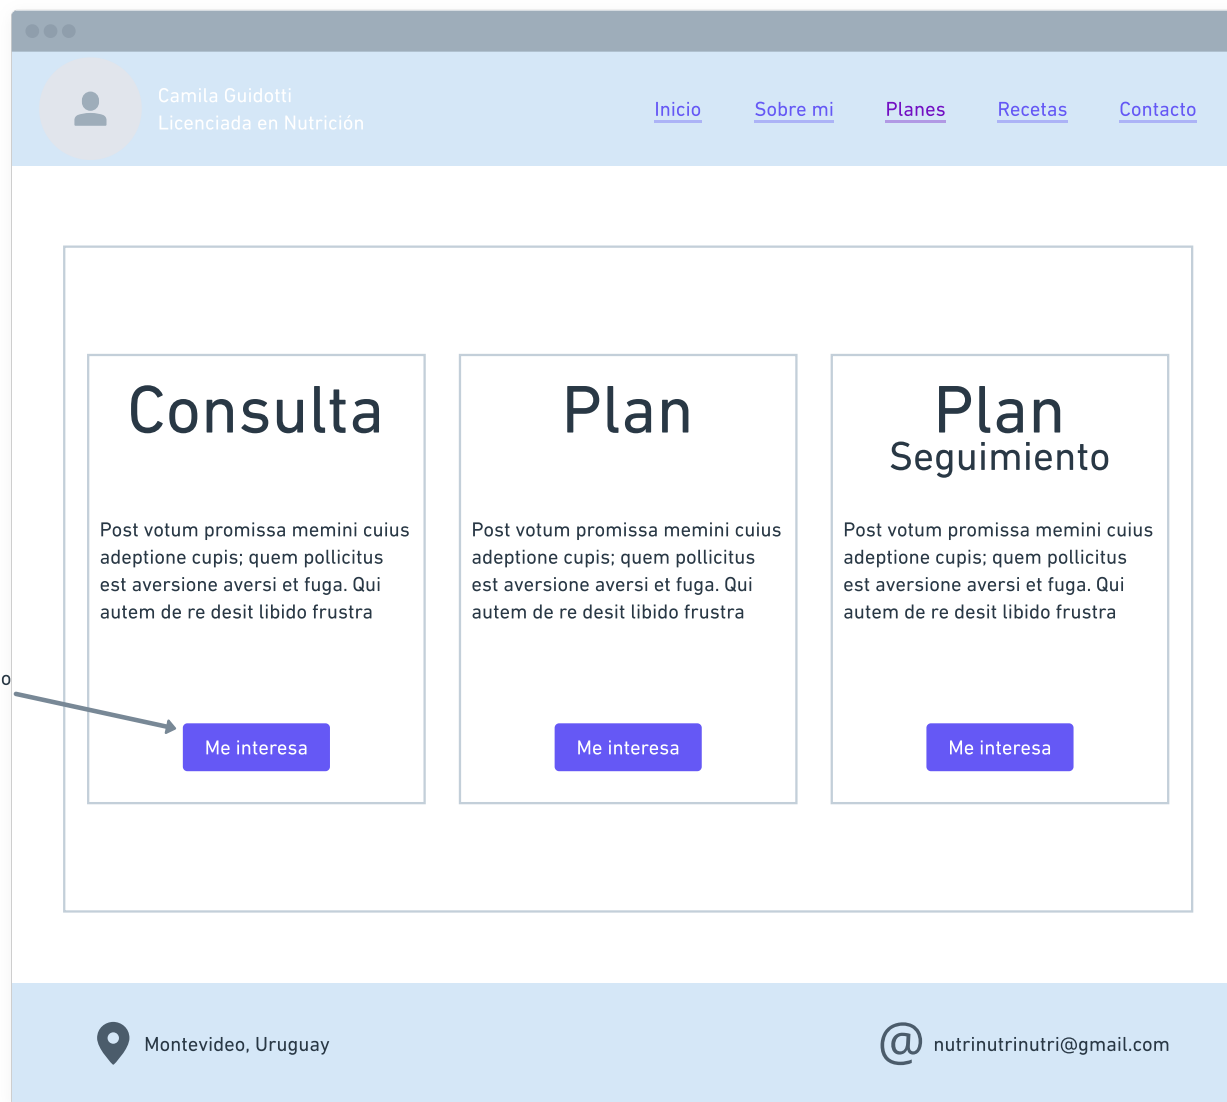 Camila Guidotti
Licenciada en Nutrición
Inicio
Sobre mi
Planes
Recetas
Contacto
Consulta
Post votum promissa memini cuius
adeptione cupis; quem pollicitus
est aversione aversi et fuga. Qui
autem de re desit libido frustra
Me interesa
Plan
Post votum promissa memini cuius
adeptione cupis; quem pollicitus
est aversione aversi et fuga. Qui
autem de re desit libido frustra
Me interesa
Plan
Seguimiento
Post votum promissa memini cuius
adeptione cupis; quem pollicitus
est aversione aversi et fuga. Qui
autem de re desit libido frustra
Me interesa
o
Montevideo, Uruguay
@ nutrinutrinutri@gmail.com